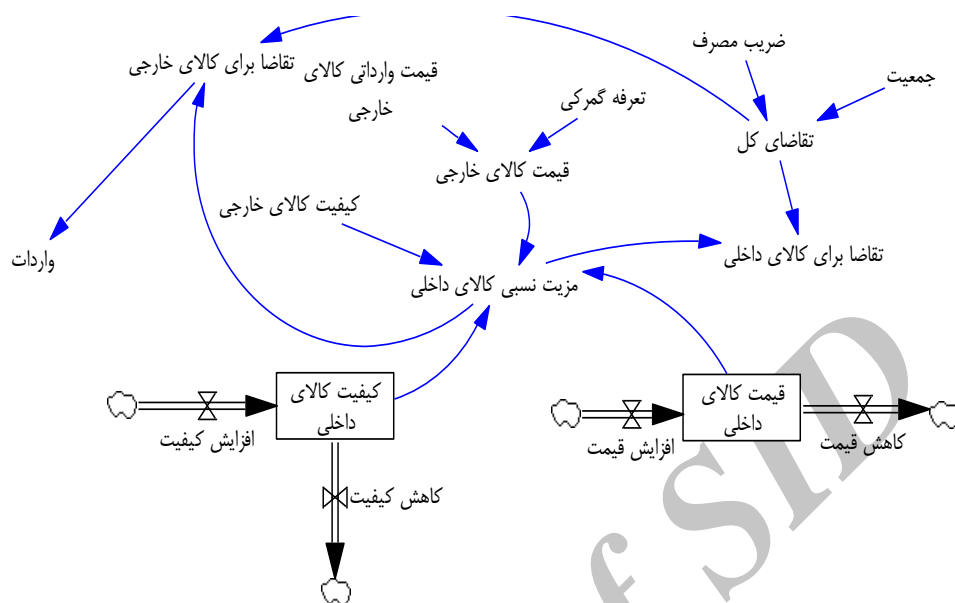 ضریب مصرف
تقاضا برای کالای خارجی
قیمت وارداتی کالای
خارجی
جمعیت
تعرفه گمرکی
تقاضای کل
قیمت کالای خارجی
کیفیت کالای خارجی
تقاضا برای کالای داخلی
واردات
مزیت نسبی کالای داخلی
قیمت کالای
داخلی
کیفیت کالای
داخلی
کاهش قیمت
افزایش قیمت
افزایش کیفیت
کاهش کیفیت
f SID